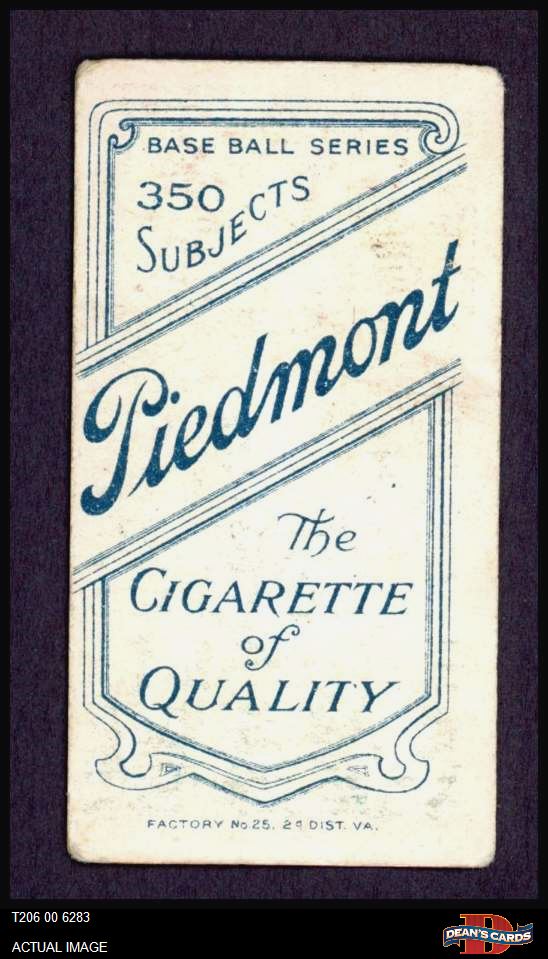 BASE BALL SERIES
350
SUBJECTS
Piedmont
The
CIGARETTE
of
QUALITY
FACTORY No.25. 2d DIST. VA.
T206 00 6283
ACTUAL IMAGE
D
DEAN'S CARDS